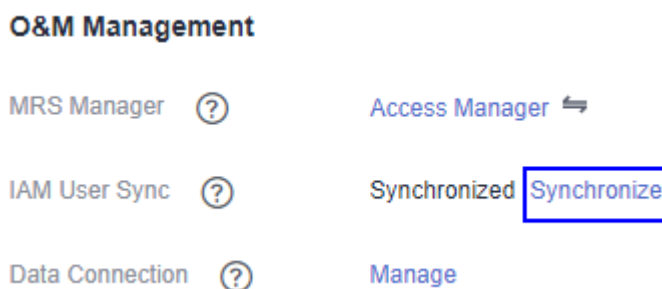 O&M Management
MRS Manager ? Access Manager
IAM User Sync ? Synchronized Synchronize
Data Connection ? Manage